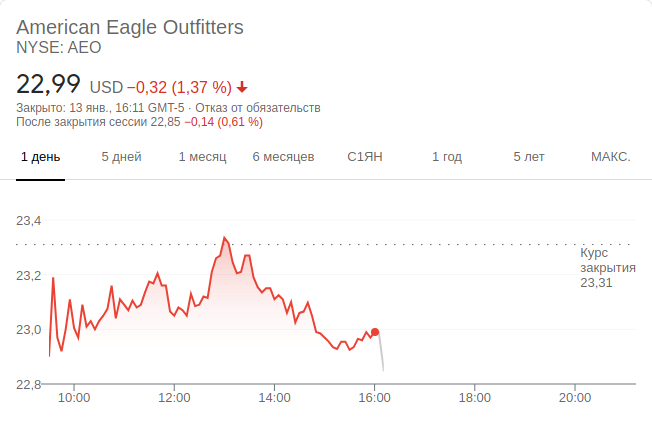 American Eagle Outfitters
NYSE: AEO
22,99 USD −0,32 (1,37 %)
Закрыто: 13 янв., 16:11 GMT-5 · Отказ от обязательств
После закрытия сессии 22,85 −0,14 (0,61 %)
1 день 5 дней 1 месяц 6 месяцев С1ЯН 1 год 5 лет МАКС.
23,4
Курс
закрытия
23,31
23,2
23,0
22,8
10:00 12:00 14:00 16:00 18:00 20:00